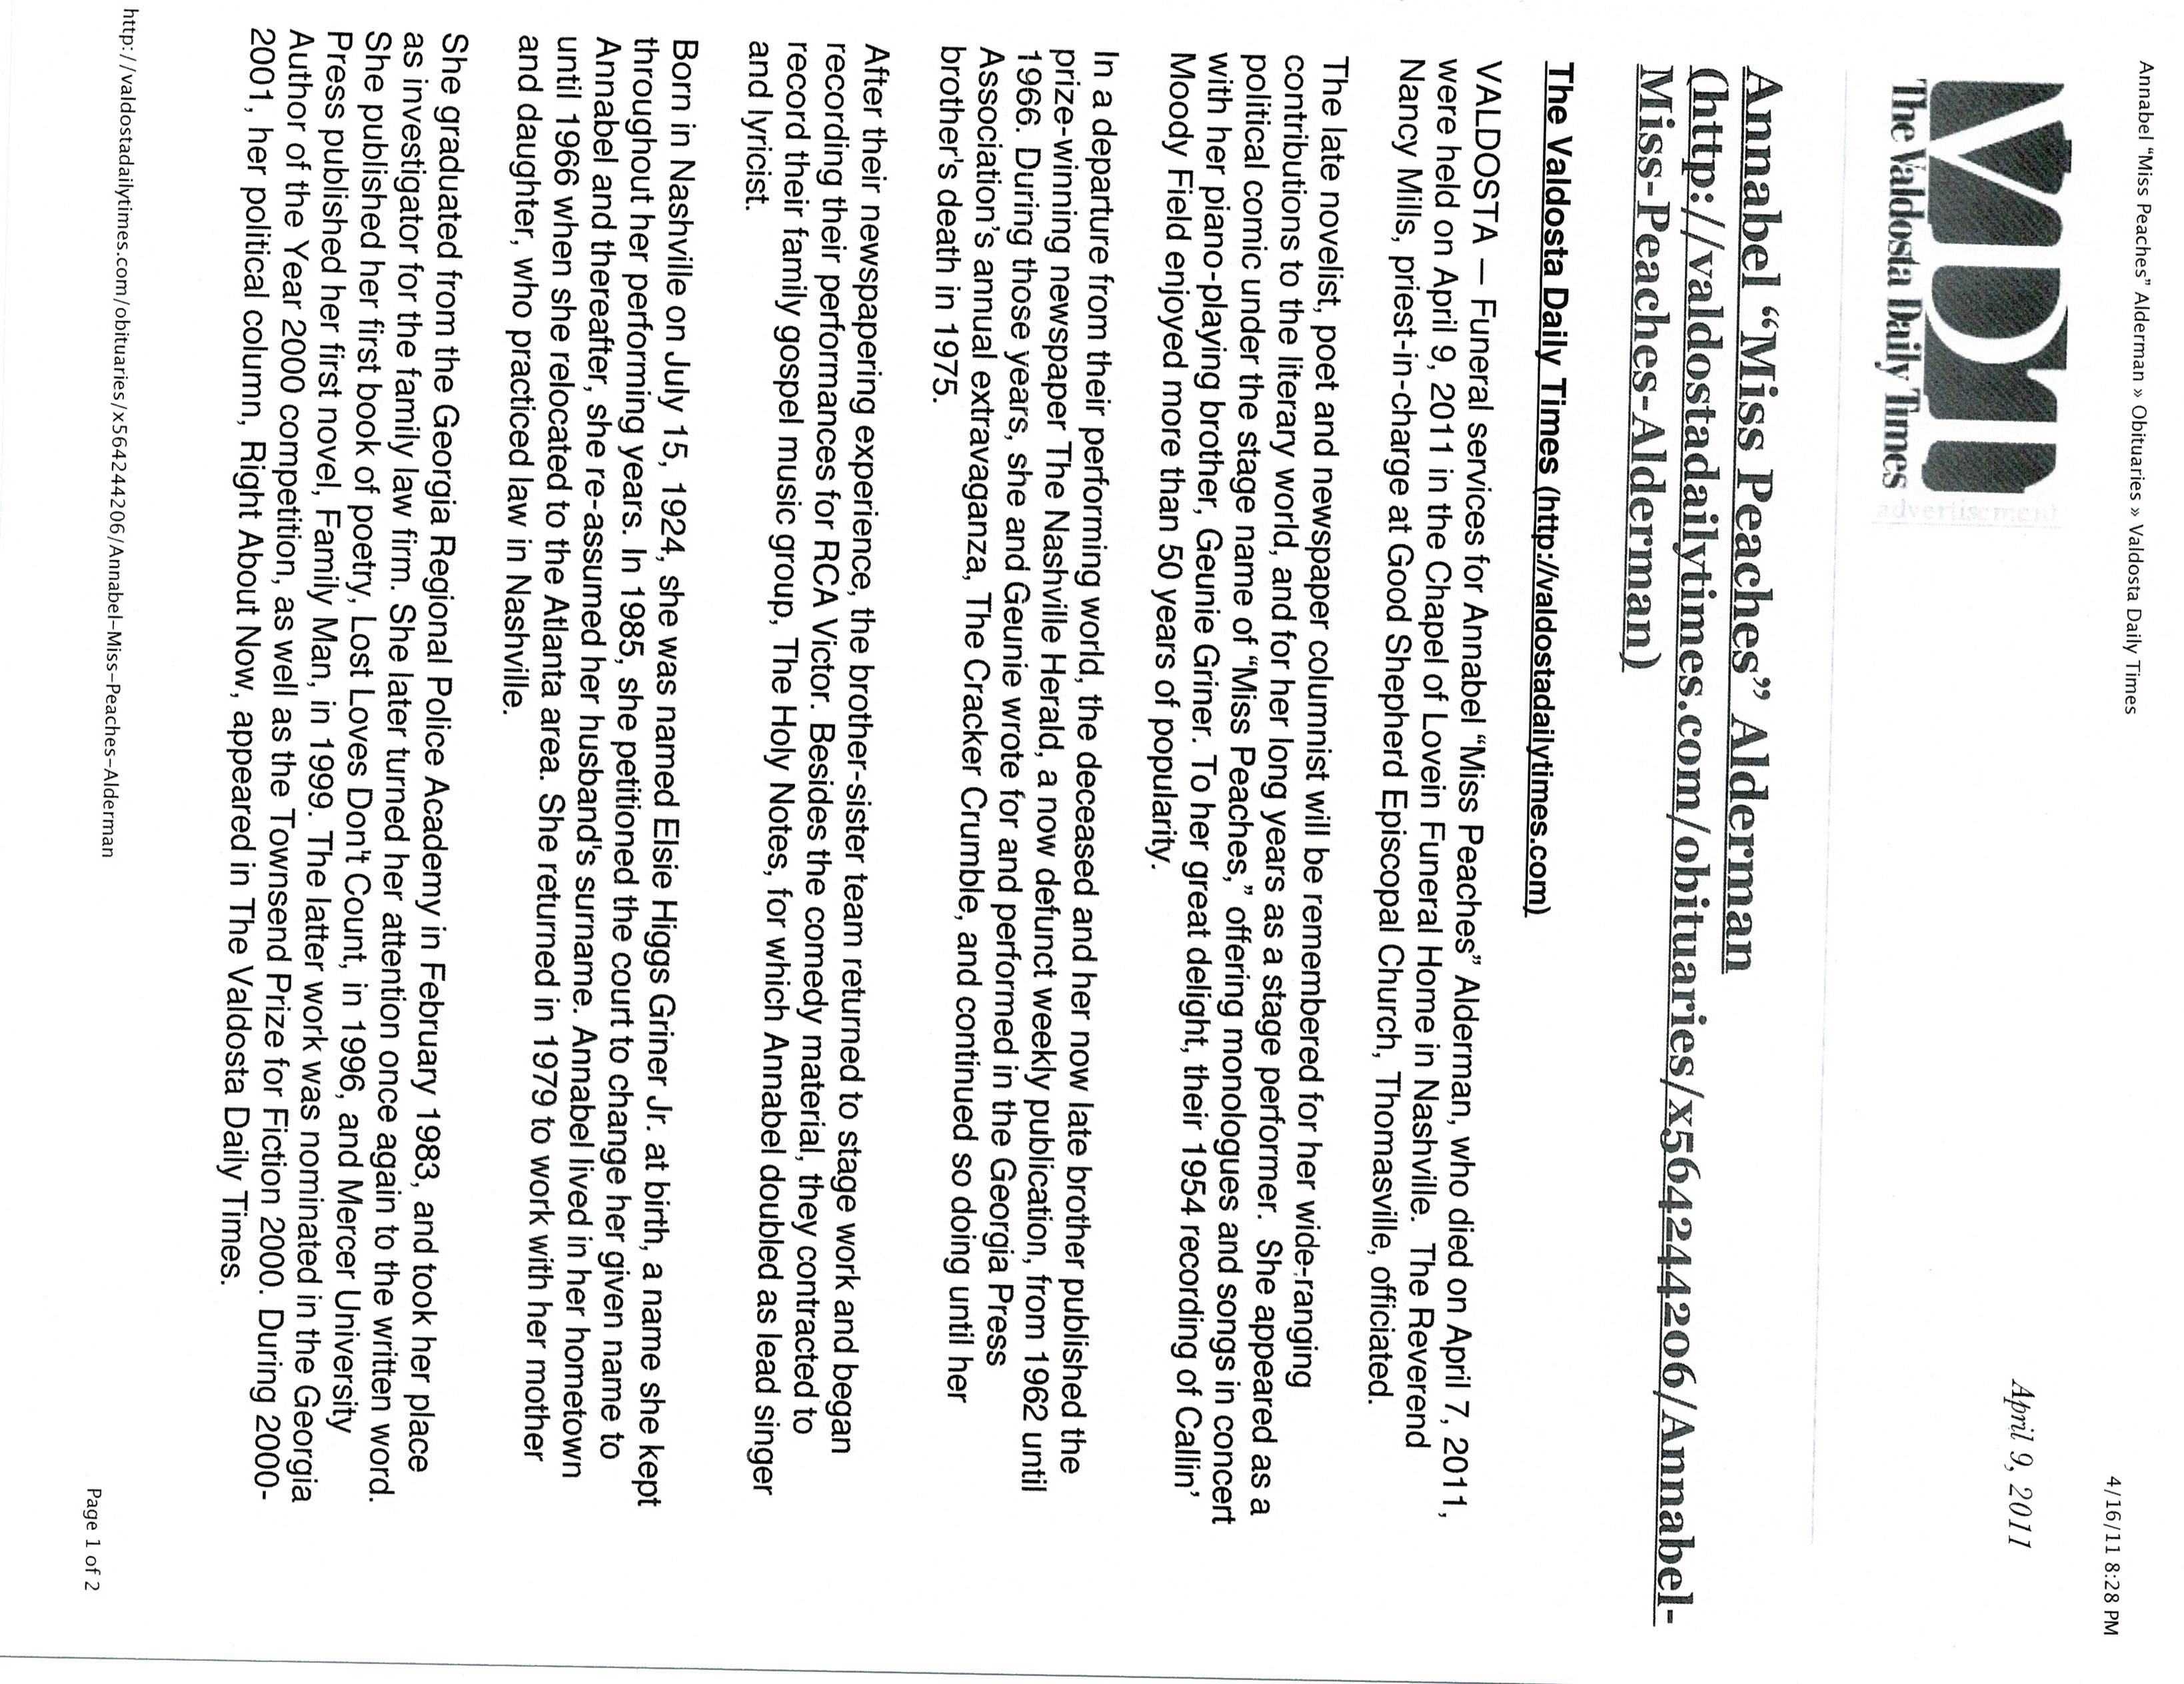 Annabel “Miss Peaches” Alderman » Obituaries » Valdosta Daily Times
4/16/11 8:28 PM
VDT
The Valdosta Daily Times
advertisement
April 9, 2011
Annabel “Miss Peaches” Alderman
(http://valdostadailytimes.com/obituaries/x564244206/Annabel-
Miss-Peaches-Alderman)
The Valdosta Daily Times (http://valdostadailytimes.com)
VALDOSTA — Funeral services for Annabel “Miss Peaches” Alderman, who died on April 7, 2011,
were held on April 9, 2011 in the Chapel of Lovein Funeral Home in Nashville. The Reverend
Nancy Mills, priest-in-charge at Good Shepherd Episcopal Church, Thomasville, officiated.
The late novelist, poet and newspaper columnist will be remembered for her wide-ranging
contributions to the literary world, and for her long years as a stage performer. She appeared as a
political comic under the stage name of “Miss Peaches,” offering monologues and songs in concert
with her piano-playing brother, Geunie Griner. To her great delight, their 1954 recording of Callin’
Moody Field enjoyed more than 50 years of popularity.
In a departure from their performing world, the deceased and her now late brother published the
prize-winning newspaper The Nashville Herald, a now defunct weekly publication, from 1962 until
1966. During those years, she and Geunie wrote for and performed in the Georgia Press
Association’s annual extravaganza, The Cracker Crumble, and continued so doing until her
brother's death in 1975.
After their newspapering experience, the brother-sister team returned to stage work and began
recording their performances for RCA Victor. Besides the comedy material, they contracted to
record their family gospel music group, The Holy Notes, for which Annabel doubled as lead singer
and lyricist.
Born in Nashville on July 15, 1924, she was named Elsie Higgs Griner Jr. at birth, a name she kept
throughout her performing years. In 1985, she petitioned the court to change her given name to
Annabel and thereafter, she re-assumed her husband's surname. Annabel lived in her hometown
until 1966 when she relocated to the Atlanta area. She returned in 1979 to work with her mother
and daughter, who practiced law in Nashville.
She graduated from the Georgia Regional Police Academy in February 1983, and took her place
as investigator for the family law firm. She later turned her attention once again to the written word.
She published her first book of poetry, Lost Loves Don't Count, in 1996, and Mercer University
Press published her first novel, Family Man, in 1999. The latter work was nominated in the Georgia
Author of the Year 2000 competition, as well as the Townsend Prize for Fiction 2000. During 2000-
2001, her political column, Right About Now, appeared in The Valdosta Daily Times.
http://valdostadailytimes.com/obituaries/x564244206/Annabel-Miss-Peaches-Alderman
Page 1 of 2